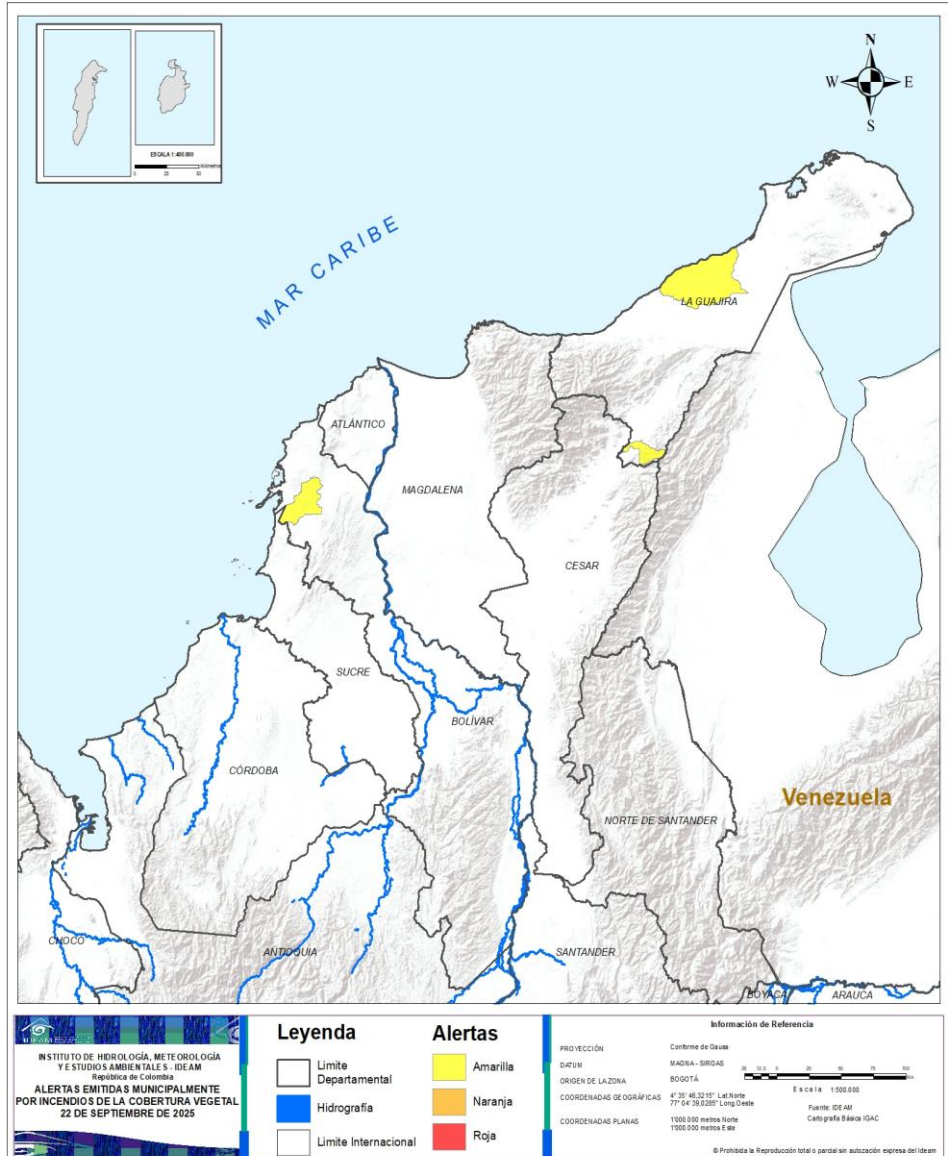 ESCALA 1:400.000
N
W
E
S
MAR CARIBE
LA GUAJIRA
ATLÁNTICO
MAGDALENA
CESAR
SUCRE
BOLÍVAR
CÓRDOBA
Venezuela
NORTE DE SANTANDER
CHOCÓ
ANTIOQUIA
SANTANDER
BOYACÁ
ARAUCA
IDEAM
INSTITUTO DE HIDROLOGÍA, METEOROLOGÍA
Y ESTUDIOS AMBIENTALES - IDEAM
República de Colombia
ALERTAS EMITIDAS MUNICIPALMENTE
POR INCENDIOS DE LA COBERTURA VEGETAL
22 DE SEPTIEMBRE DE 2025
Leyenda
Limite
Departamental
Hidrografía
Limite Internacional
Alertas
Amarilla
Naranja
Roja
Información de Referencia
PROYECCIÓN Conforme de Gauss
DATUM MAGNA - SIRGAS
ORIGEN DE LA ZONA BOGOTÁ
COORDENADAS GEOGRÁFICAS 4° 35' 46,3215" Lat.Norte
77° 04' 39,0285" Long.Oeste
COORDENADAS PLANAS 1'000.000 metros Norte
1'000.000 metros Este
Escala 1:500.000
Fuente: IDEAM
Cartografía Básica IGAC
© Prohibida la Reproducción total o parcial sin autozación expresa del Ideam